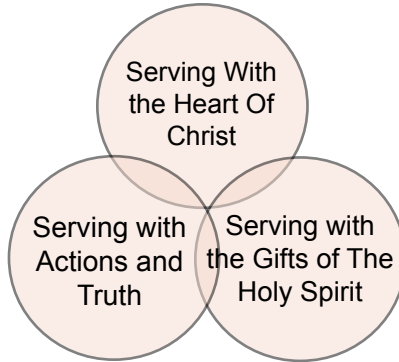 Serving With
the Heart Of
Christ
Serving with
Actions and
Truth
Serving with
the Gifts of The
Holy Spirit